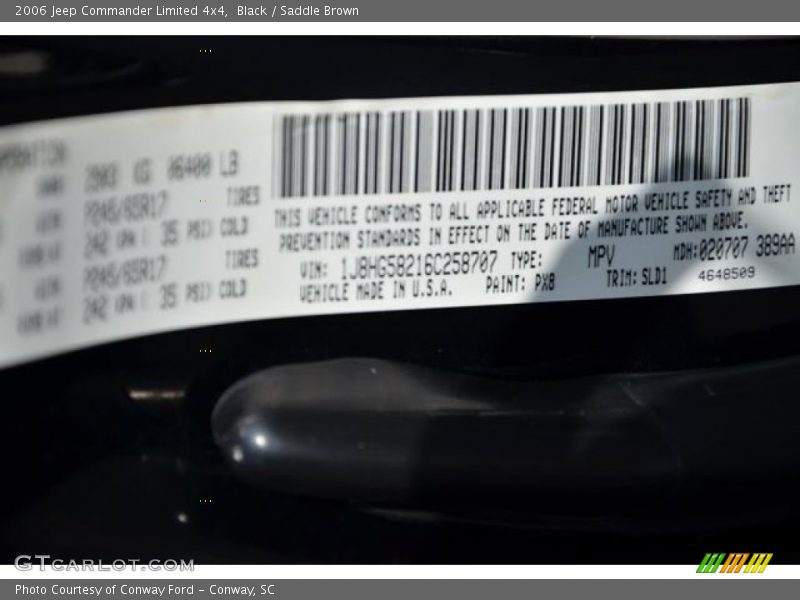 2006 Jeep Commander Limited 4x4, Black / Saddle Brown
2903 KG 06400 LB
P245/65R17 TIRES
242 KPA ( 35 PSI) COLD
P245/65R17 TIRES
242 KPA ( 35 PSI) COLD
THIS VEHICLE CONFORMS TO ALL APPLICABLE FEDERAL MOTOR VEHICLE SAFETY AND THEFT
PREVENTION STANDARDS IN EFFECT ON THE DATE OF MANUFACTURE SHOWN ABOVE.
VIN: 1J8HG58216C258707 TYPE: MPV MDH:020707 389AA
VEHICLE MADE IN U.S.A. PAINT: PX8 TRIM: SLD1 4648509
GTCARLOT.COM
Photo Courtesy of Conway Ford – Conway, SC